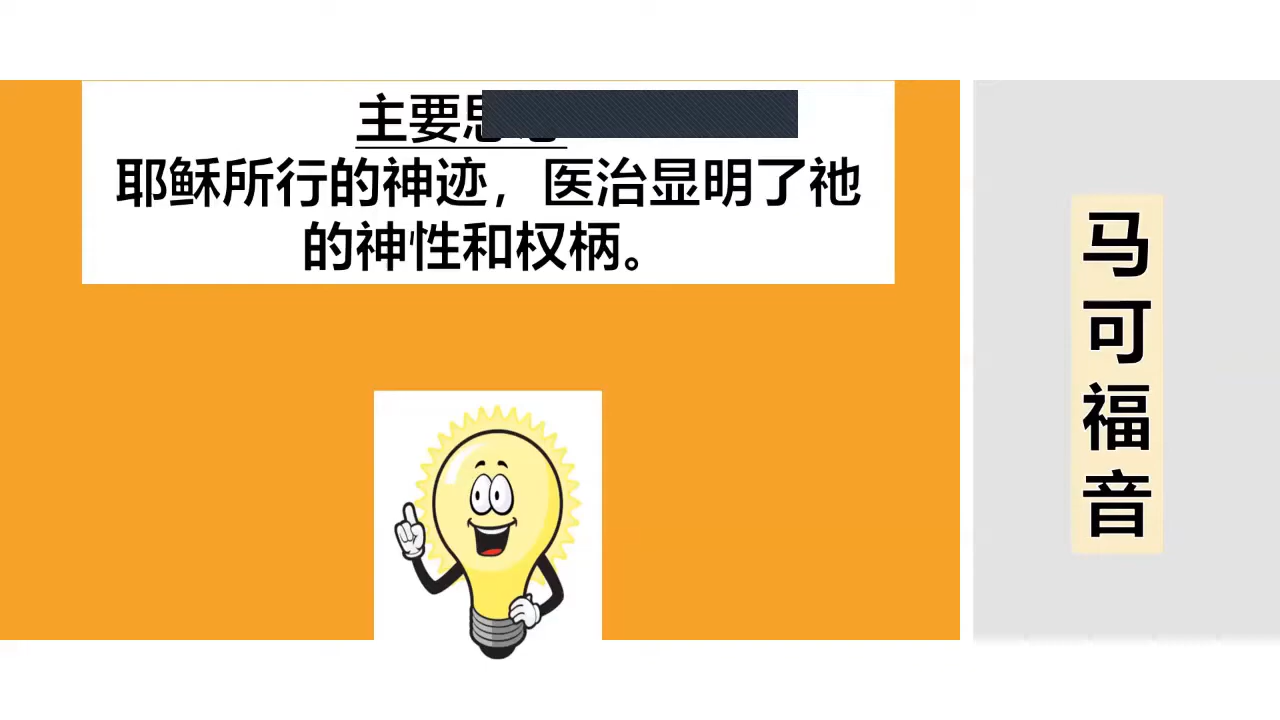 主要思
耶稣所行的神迹，医治显明了祂
的神性和权柄。
马可福音